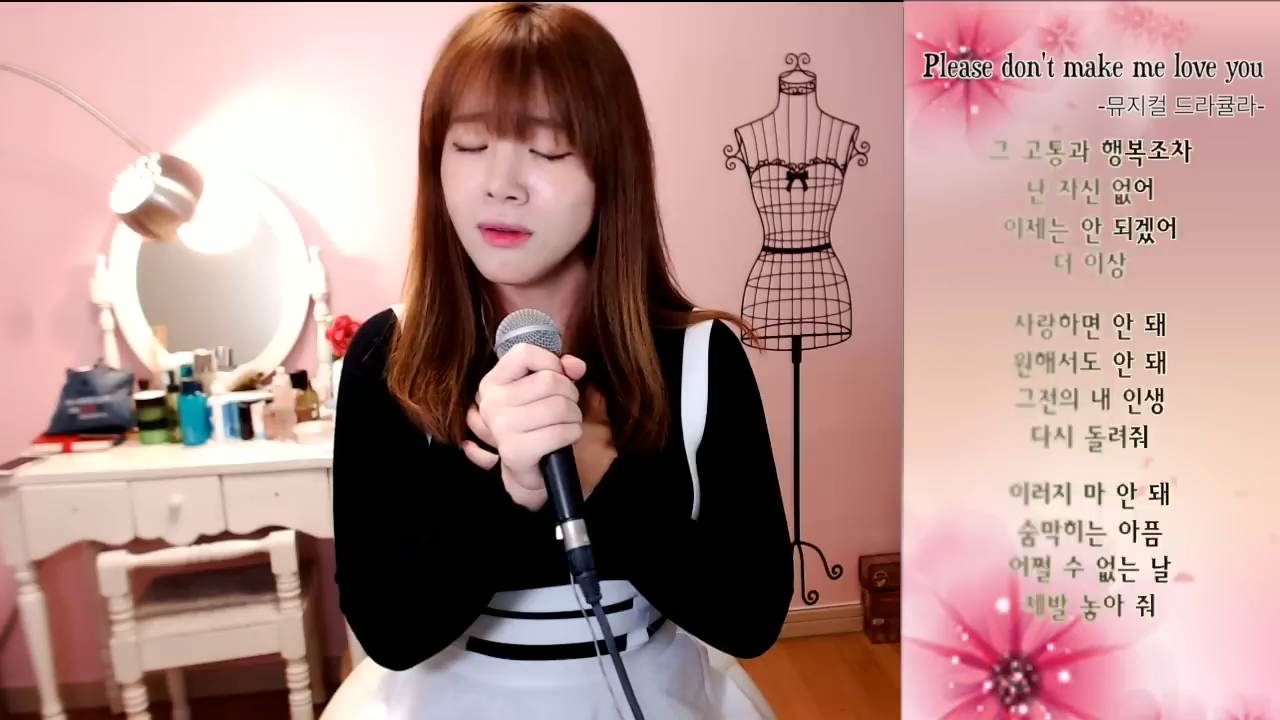 Please don't make me love you
-뮤지컬 드라큘라-
그 고통과 행복조차
난 자신 없어
이제는 안 되겠어
더 이상
사랑하면 안 돼
원해서도 안 돼
그전의 내 인생
다시 돌려줘
이러지 마 안 돼
숨막히는 아픔
어쩔 수 없는 날
제발 놓아 줘